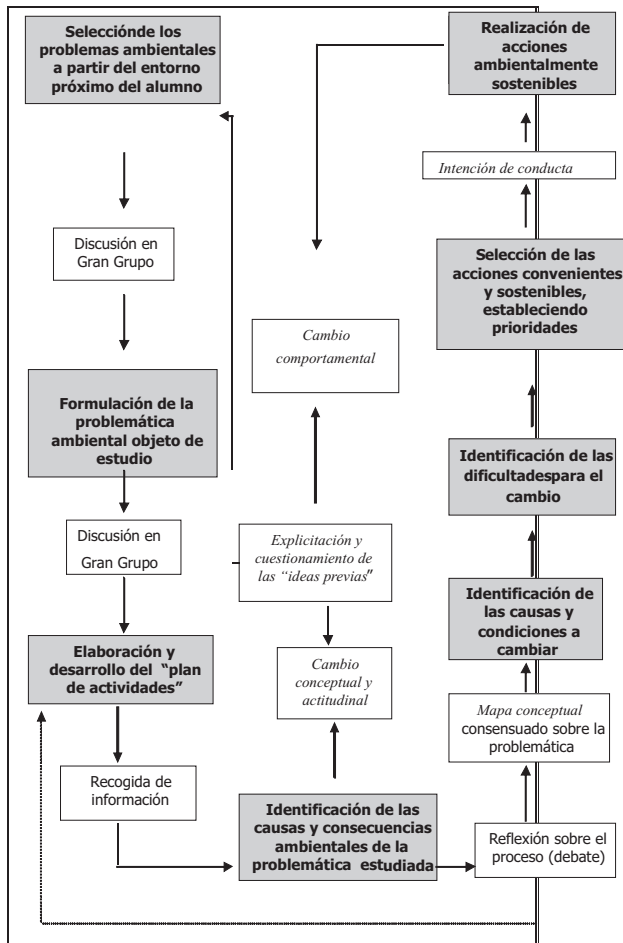 Seleccionde los
problemas ambientales
a partir del entorno
próximo del alumno
Discusión en
Gran Grupo
Formulación de la
problemática
ambiental objeto de
estudio
Discusión en
Gran Grupo
Elaboración y
desarrollo del “plan
de actividades”
Recogida de
información
Cambio
comportamental
Explicitación y
cuestionamiento de
las “ideas previas”
Cambio
conceptual y
actitudinal
Identificación de las
causas y consecuencias
ambientales de la
problemática estudiada
Realización de
acciones
ambientalmente
sostenibles
Intención de conducta
Selección de las
acciones convenientes
y sostenibles,
estableciendo
prioridades
Identificación de las
dificultadespara el
cambio
Identificación de
las causas y
condiciones a
cambiar
Mapa conceptual
consensuado sobre la
problemática
Reflexión sobre el
proceso (debate)